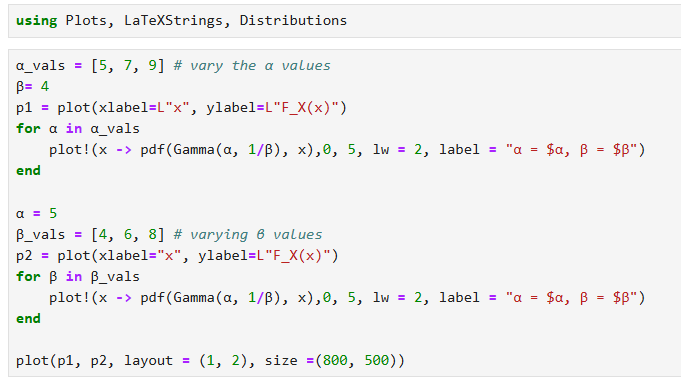 using Plots, LaTeXStrings, Distributions
α_vals = [5, 7, 9] # vary the α values
β= 4
p1 = plot(xlabel=L"x", ylabel=L"F_X(x)")
for α in α_vals
    plot!(x -> pdf(Gamma(α, 1/β), x),0, 5, lw = 2, label = "α = $α, β = $β")
end

α = 5
β_vals = [4, 6, 8] # varying β values
p2 = plot(xlabel="x", ylabel=L"F_X(x)")
for β in β_vals
    plot!(x -> pdf(Gamma(α, 1/β), x),0, 5, lw = 2, label = "α = $α, β = $β")
end

plot(p1, p2, layout = (1, 2), size =(800, 500))